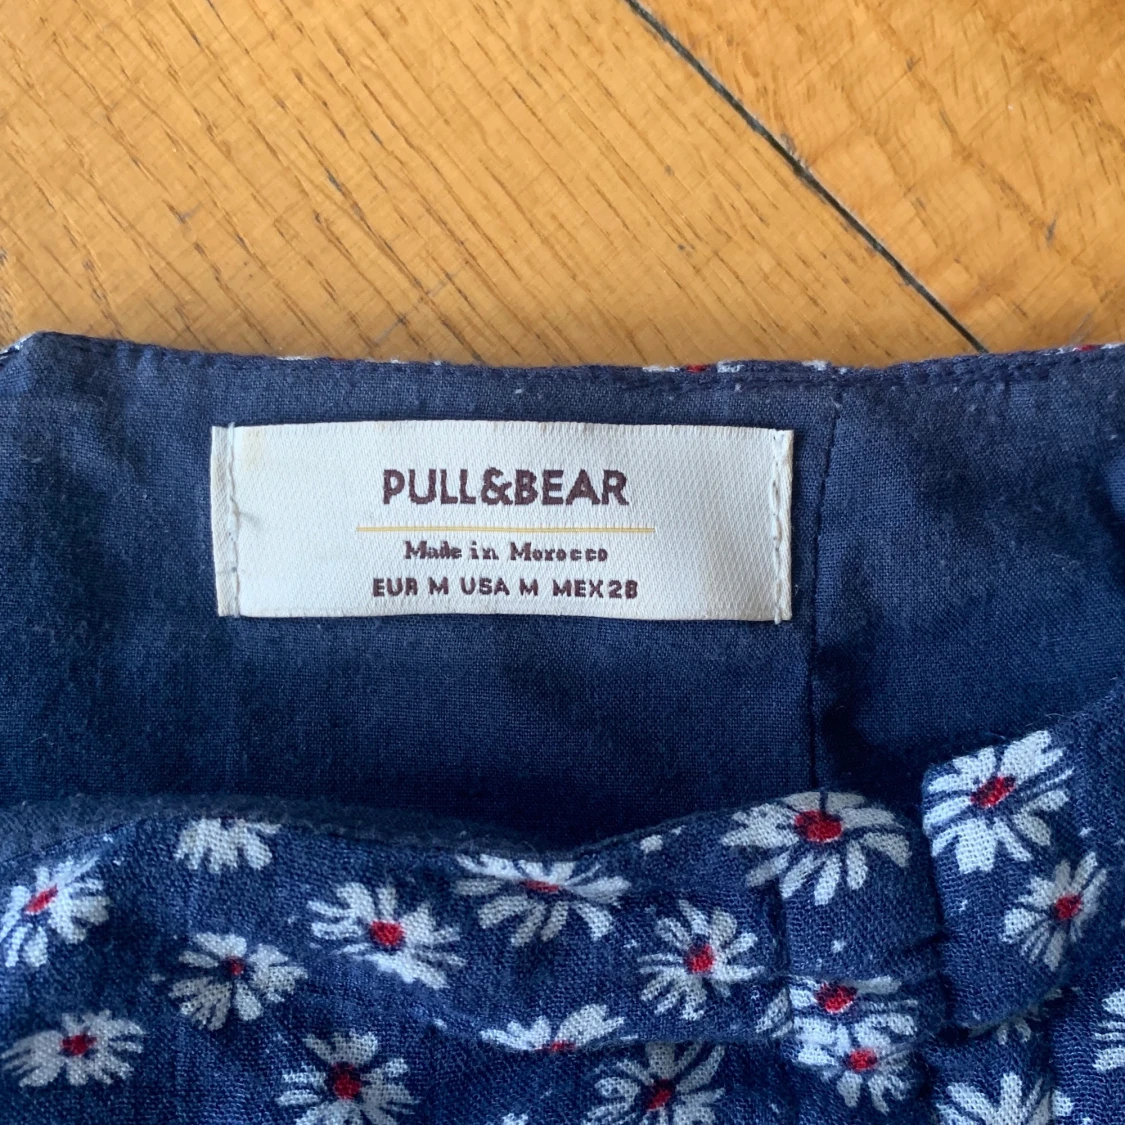 PULL&BEAR
Made in Morocco
EUR M USA M MEX 28